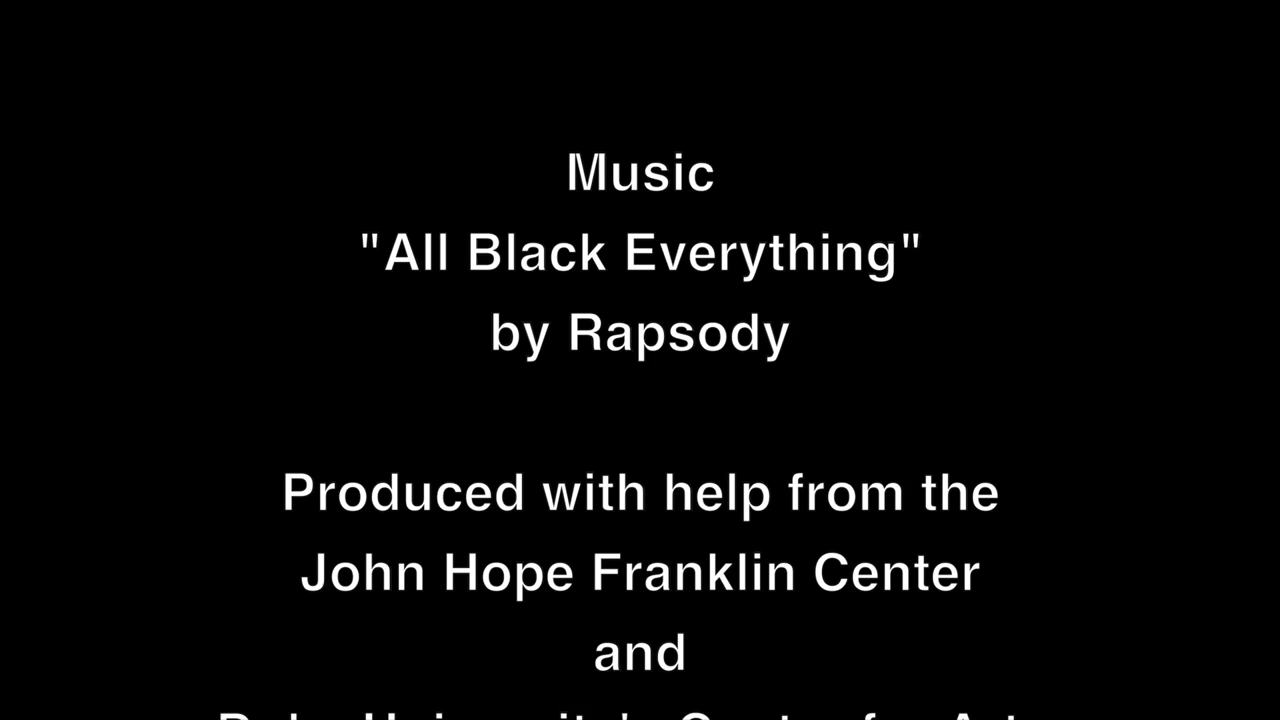 Music
"All Black Everything"
by Rapsody
Produced with help from the
John Hope Franklin Center
and